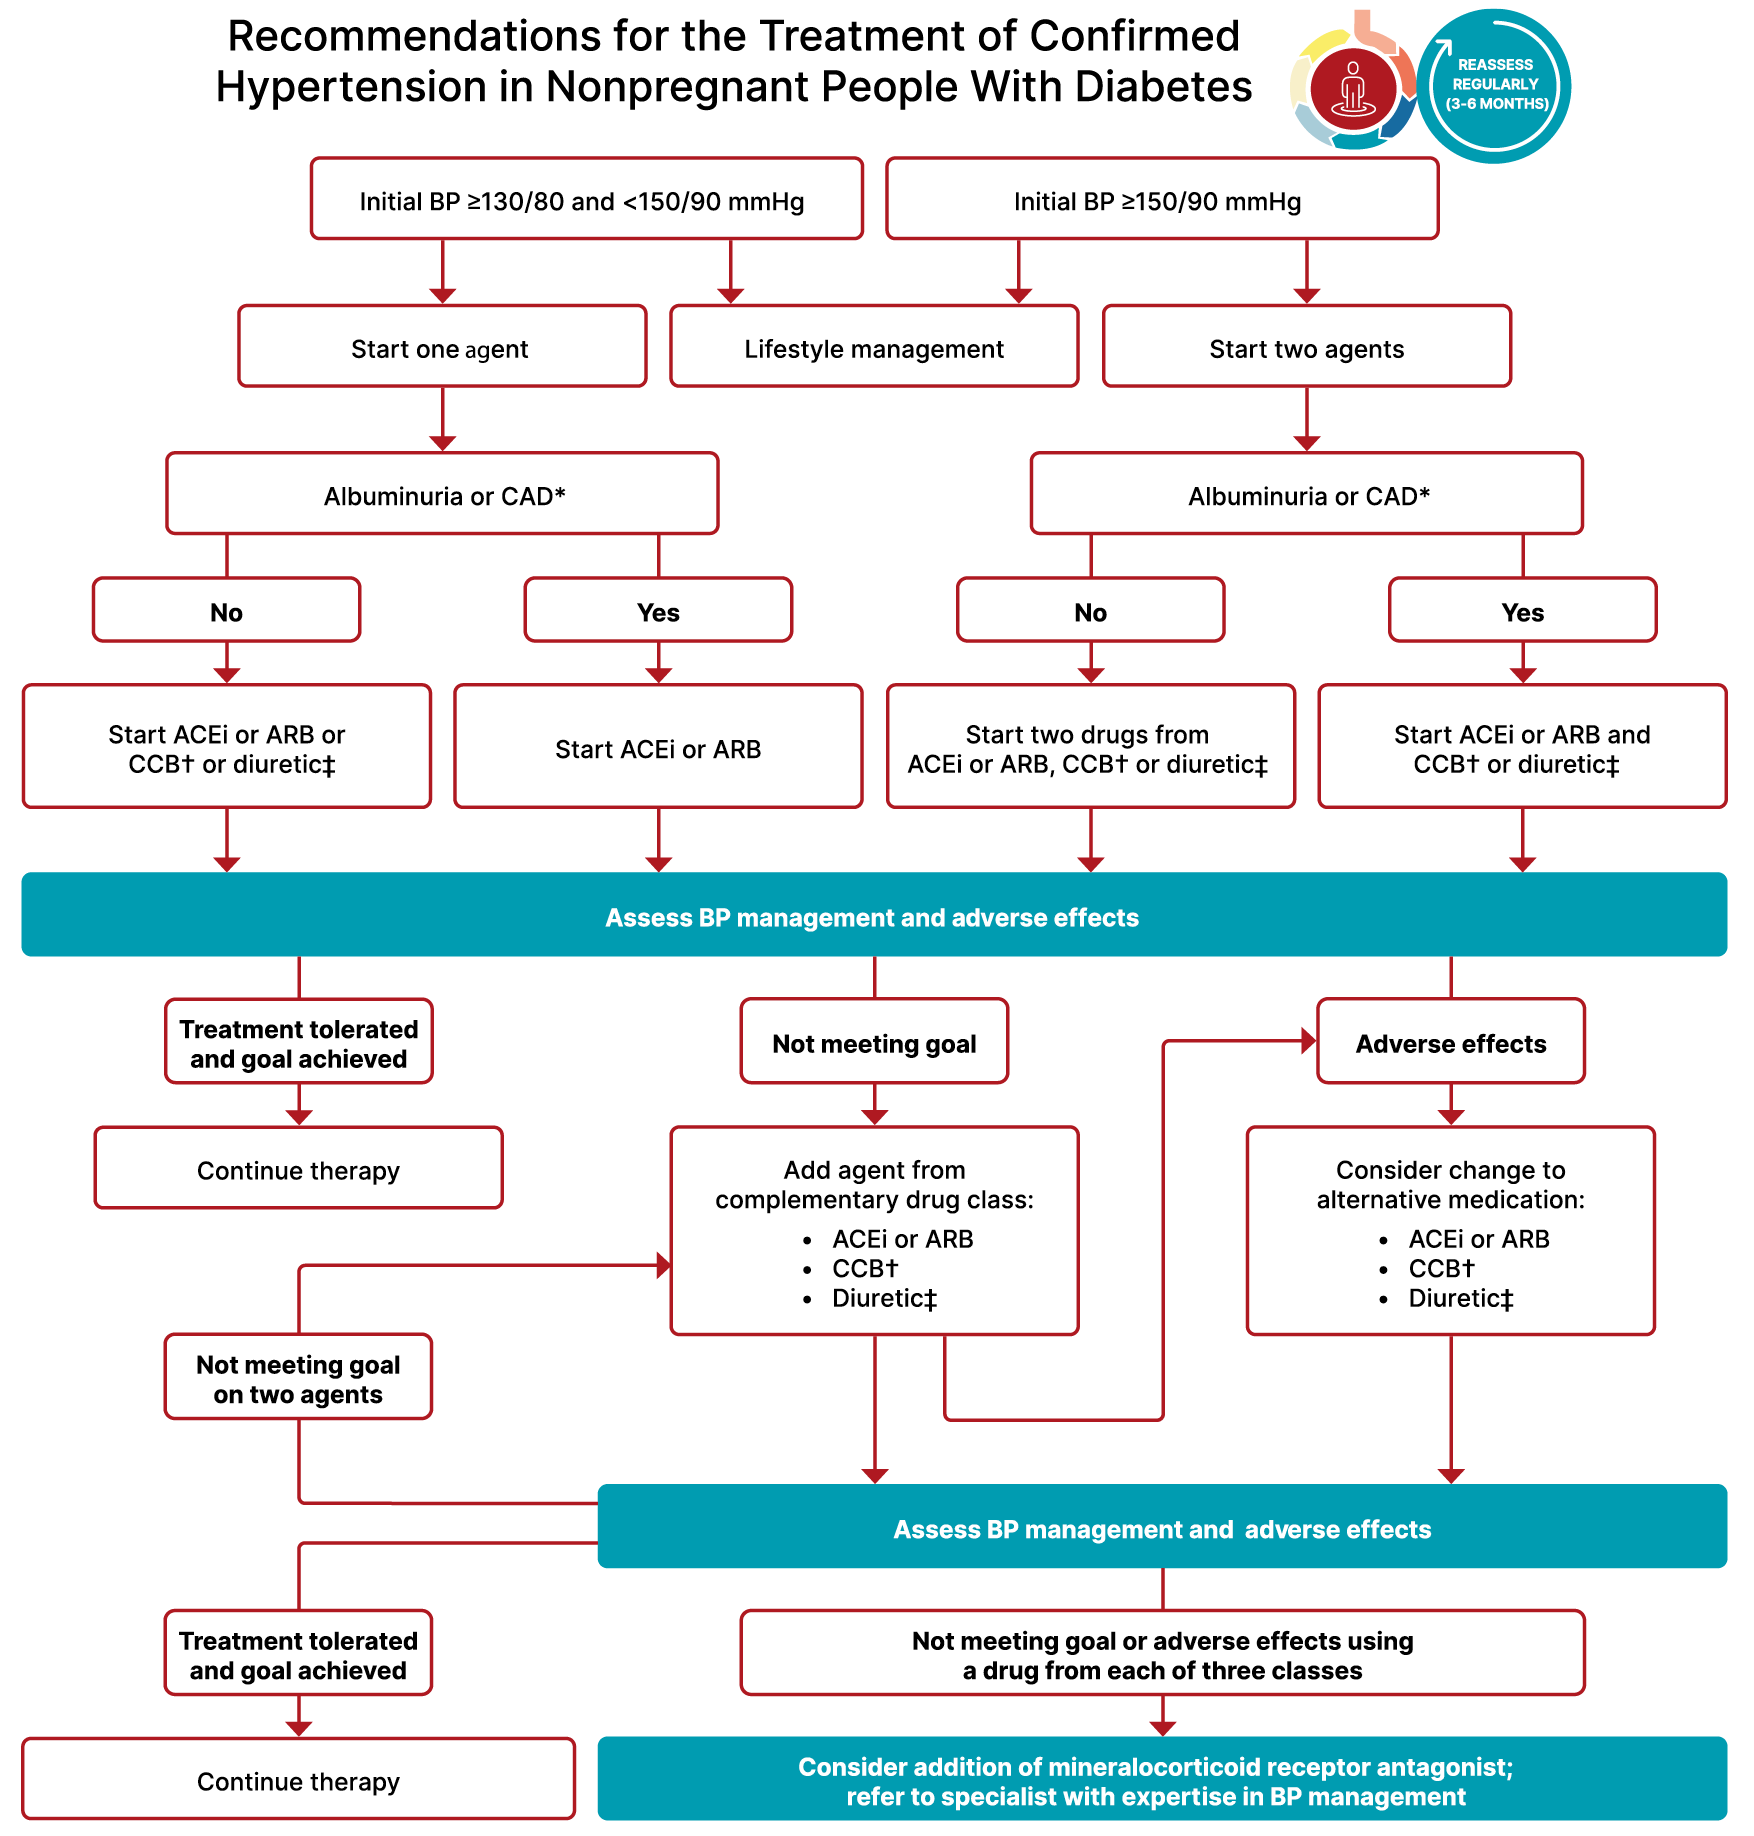 Recommendations for the Treatment of Confirmed
Hypertension in Nonpregnant People With Diabetes
REASSESS
REGULARLY
(3-6 MONTHS)
Initial BP ≥130/80 and <150/90 mmHg
Initial BP ≥150/90 mmHg
Start one agent
Lifestyle management
Start two agents
Albuminuria or CAD*
Albuminuria or CAD*
No
Yes
No
Yes
Start ACEi or ARB or
CCB† or diuretic‡
Start ACEi or ARB
Start two drugs from
ACEi or ARB, CCB† or diuretic‡
Start ACEi or ARB and
CCB† or diuretic‡
Assess BP management and adverse effects
Treatment tolerated
and goal achieved
Not meeting goal
Adverse effects
Continue therapy
Add agent from
complementary drug class:
• ACEi or ARB
• CCB†
• Diuretic‡
Consider change to
alternative medication:
• ACEi or ARB
• CCB†
• Diuretic‡
Not meeting goal
on two agents
Assess BP management and adverse effects
Treatment tolerated
and goal achieved
Not meeting goal or adverse effects using
a drug from each of three classes
Continue therapy
Consider addition of mineralocorticoid receptor antagonist;
refer to specialist with expertise in BP management